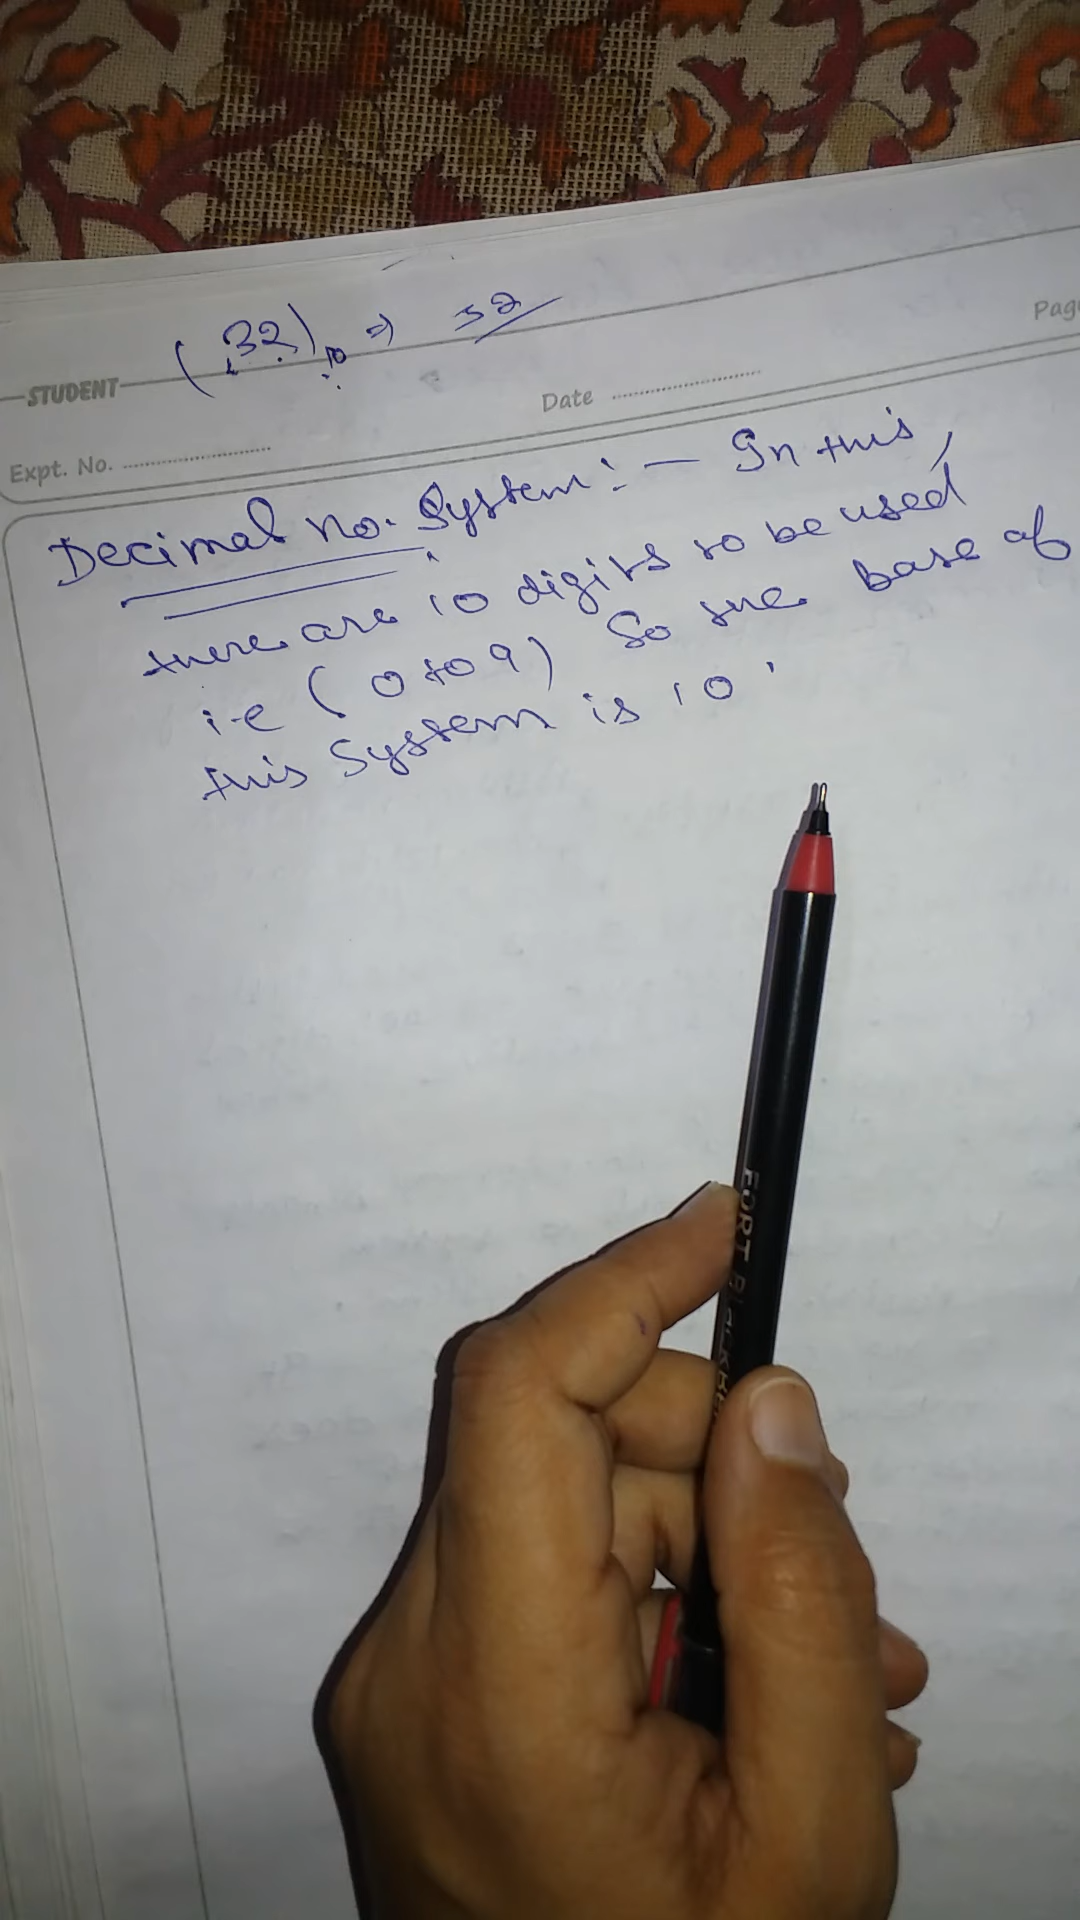 (32)10 ⇒ 32
STUDENT
Page
Date
Expt. No.
Decimal no. System:- In this,
there are 10 digits to be used
i.e (0 to 9) So the base of
this System is 10
FORT BLACKRE